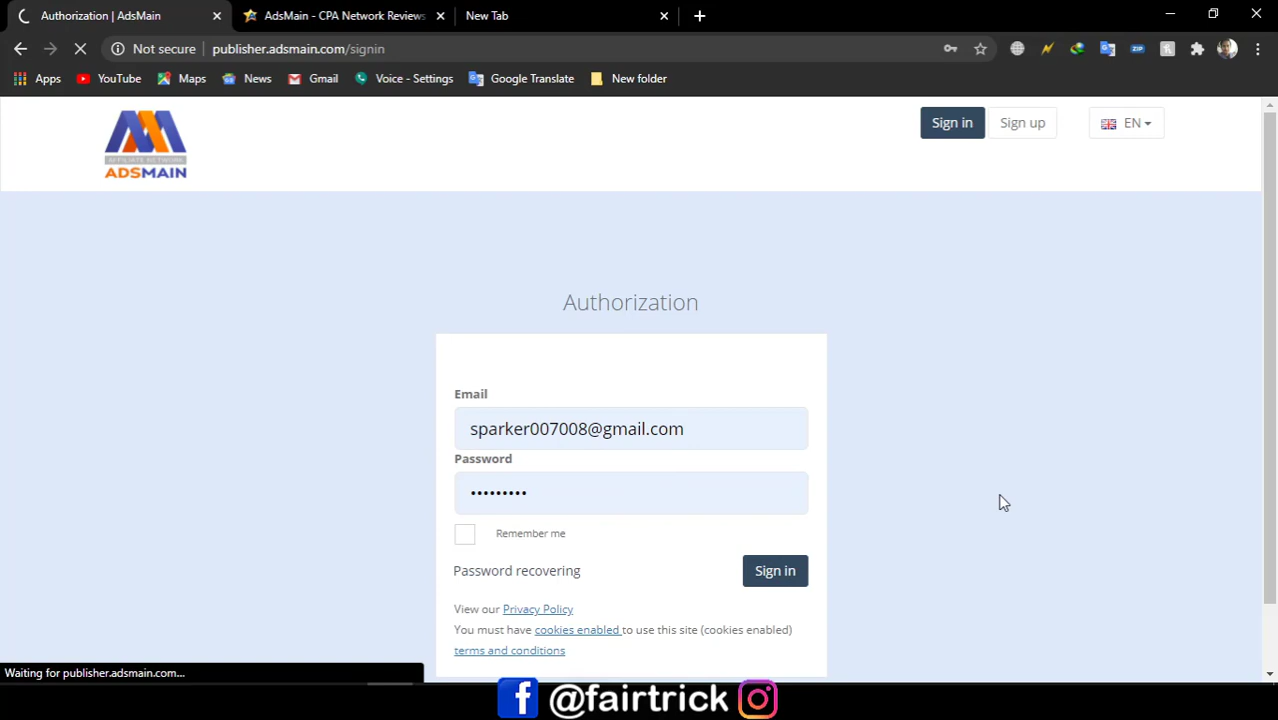 Authorization | AdsMain
AdsMain - CPA Network Reviews
New Tab
Not secure publisher.adsmain.com/signin
ZIP
Apps YouTube Maps News Gmail Voice - Settings Google Translate New folder
AFFILIATE NETWORK
ADSMAIN
Sign in Sign up EN
Authorization
Email
sparker007008@gmail.com
Password
•••••••••
Remember me
Password recovering Sign in
View our Privacy Policy
You must have cookies enabled to use this site (cookies enabled)
terms and conditions
Waiting for publisher.adsmain.com...
@fairtrick